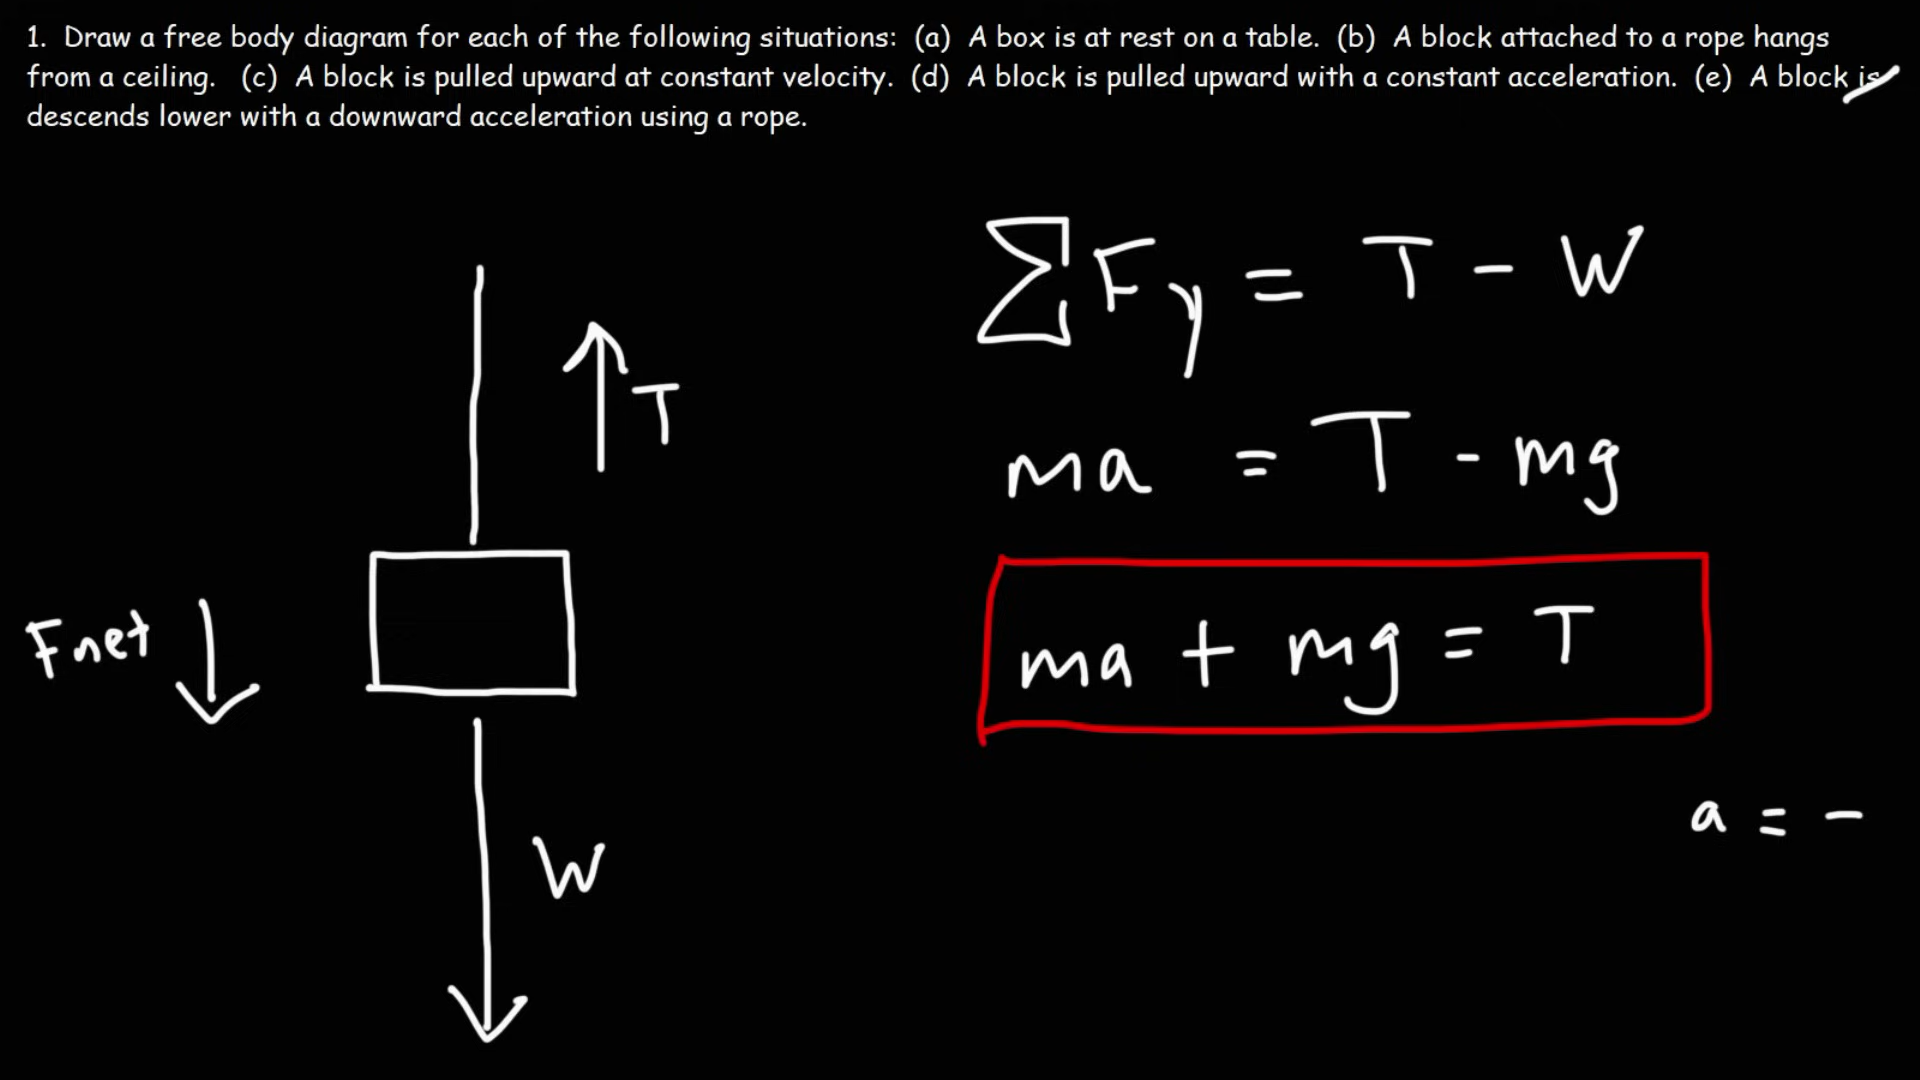 1. Draw a free body diagram for each of the following situations: (a) A box is at rest on a table. (b) A block attached to a rope hangs
from a ceiling. (c) A block is pulled upward at constant velocity. (d) A block is pulled upward with a constant acceleration. (e) A block is
descends lower with a downward acceleration using a rope.
T
Fnet
W
∑Fy = T - W
ma = T - mg
ma + mg = T
a = -